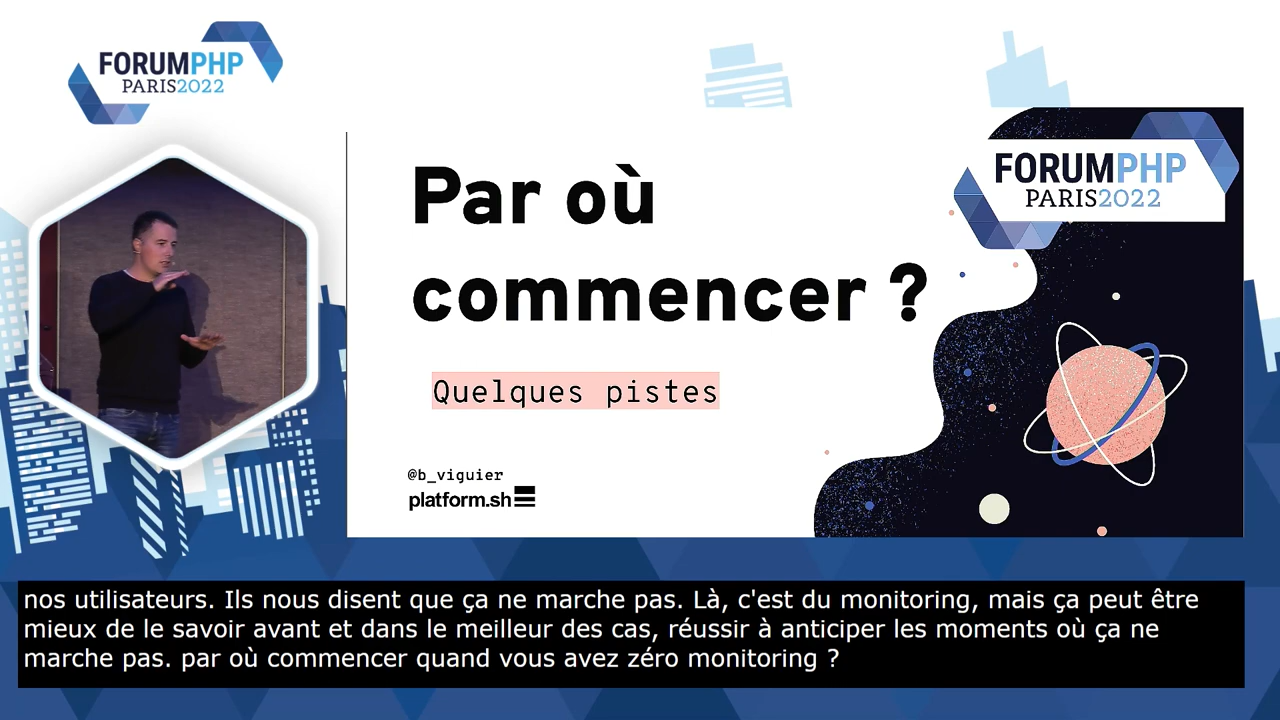 FORUMPHP
PARIS2022
Par où
commencer ?
Quelques pistes
@b_viguier
platform.sh
FORUMPHP
PARIS2022
nos utilisateurs. Ils nous disent que ça ne marche pas. Là, c'est du monitoring, mais ça peut être
mieux de le savoir avant et dans le meilleur des cas, réussir à anticiper les moments où ça ne
marche pas. par où commencer quand vous avez zéro monitoring ?